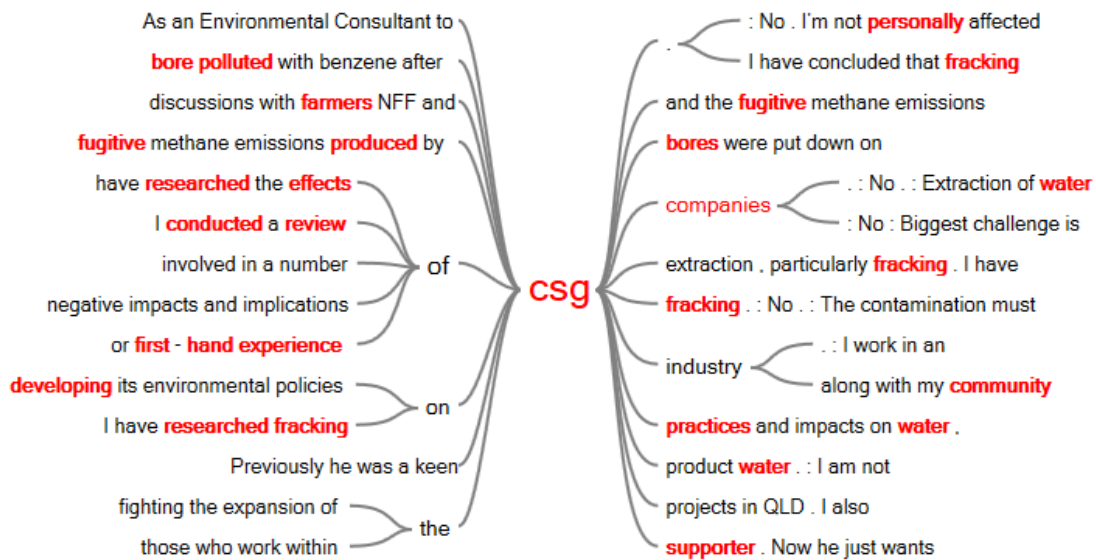 As an Environmental Consultant to
bore polluted with benzene after
discussions with farmers NFF and
fugitive methane emissions produced by
have researched the effects
I conducted a review
involved in a number
negative impacts and implications
or first - hand experience
of
developing its environmental policies
I have researched fracking
on
Previously he was a keen
fighting the expansion of
those who work within
the
csg
.
: No . I'm not personally affected
I have concluded that fracking
and the fugitive methane emissions
bores were put down on
companies
. : No . : Extraction of water
: No : Biggest challenge is
extraction , particularly fracking . I have
fracking . : No . : The contamination must
industry
. : I work in an
along with my community
practices and impacts on water ,
product water . : I am not
projects in QLD . I also
supporter . Now he just wants